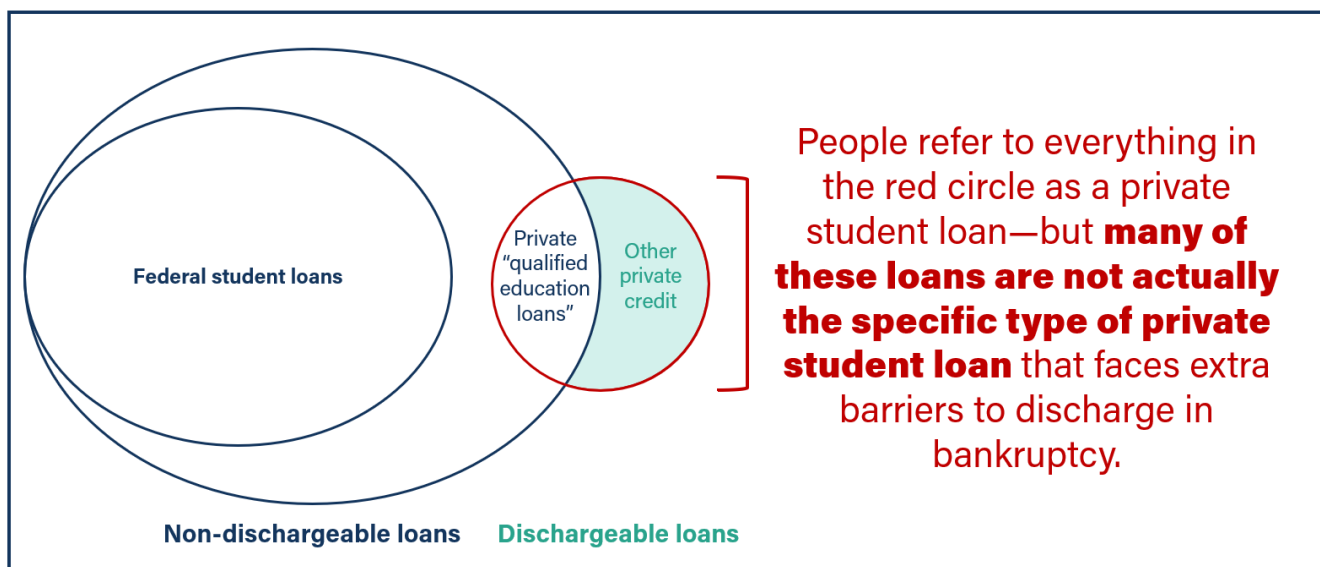 Federal student loans
Private
“qualified
education
loans”
Other
private
credit
Non-dischargeable loans
Dischargeable loans
People refer to everything in
the red circle as a private
student loan—but many of
these loans are not actually
the specific type of private
student loan that faces extra
barriers to discharge in
bankruptcy.